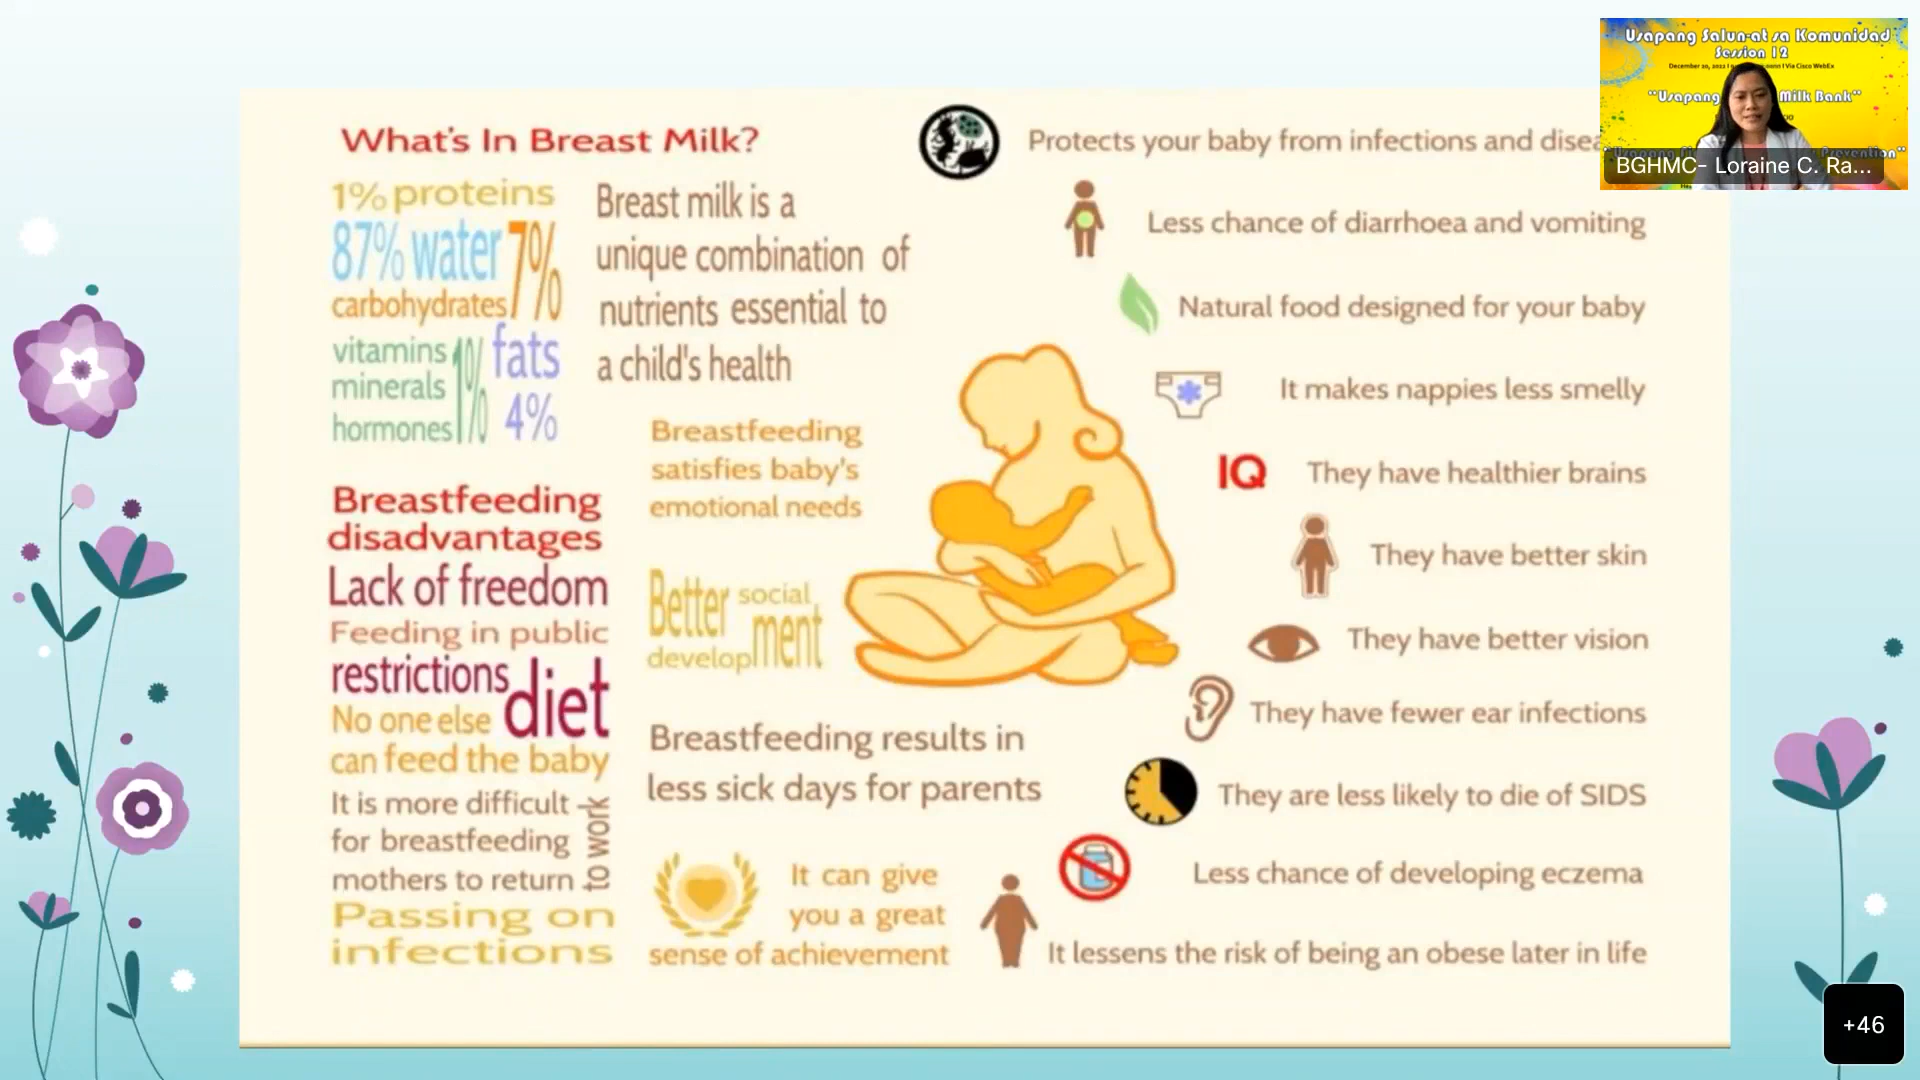 What's In Breast Milk?
1% proteins
87% water 7%
carbohydrates
vitamins
minerals
hormones
1%
fats
4%
Breast milk is a
unique combination of
nutrients essential to
a child's health
Breastfeeding
disadvantages
Lack of freedom
Feeding in public
restrictions
diet
No one else
can feed the baby
It is more difficult
for breastfeeding
mothers to return
to work
Passing on
infections
Breastfeeding
satisfies baby's
emotional needs
Better social
development
Breastfeeding results in
less sick days for parents
It can give
you a great
sense of achievement
Protects your baby from infections and
Less chance of diarrhoea and vomiting
Natural food designed for your baby
It makes nappies less smelly
IQ
They have healthier brains
They have better skin
They have better vision
They have fewer ear infections
They are less likely to die of SIDS
Less chance of developing eczema
It lessens the risk of being an obese later in life
Usapang Salun-at sa Komunidad
Session 12
December 20, 2022 I
I Via Cisco WebEx
"Usapang
Milk Bank"
"Usapang
Prevention"
BGHMC- Loraine C. Ra...
+46